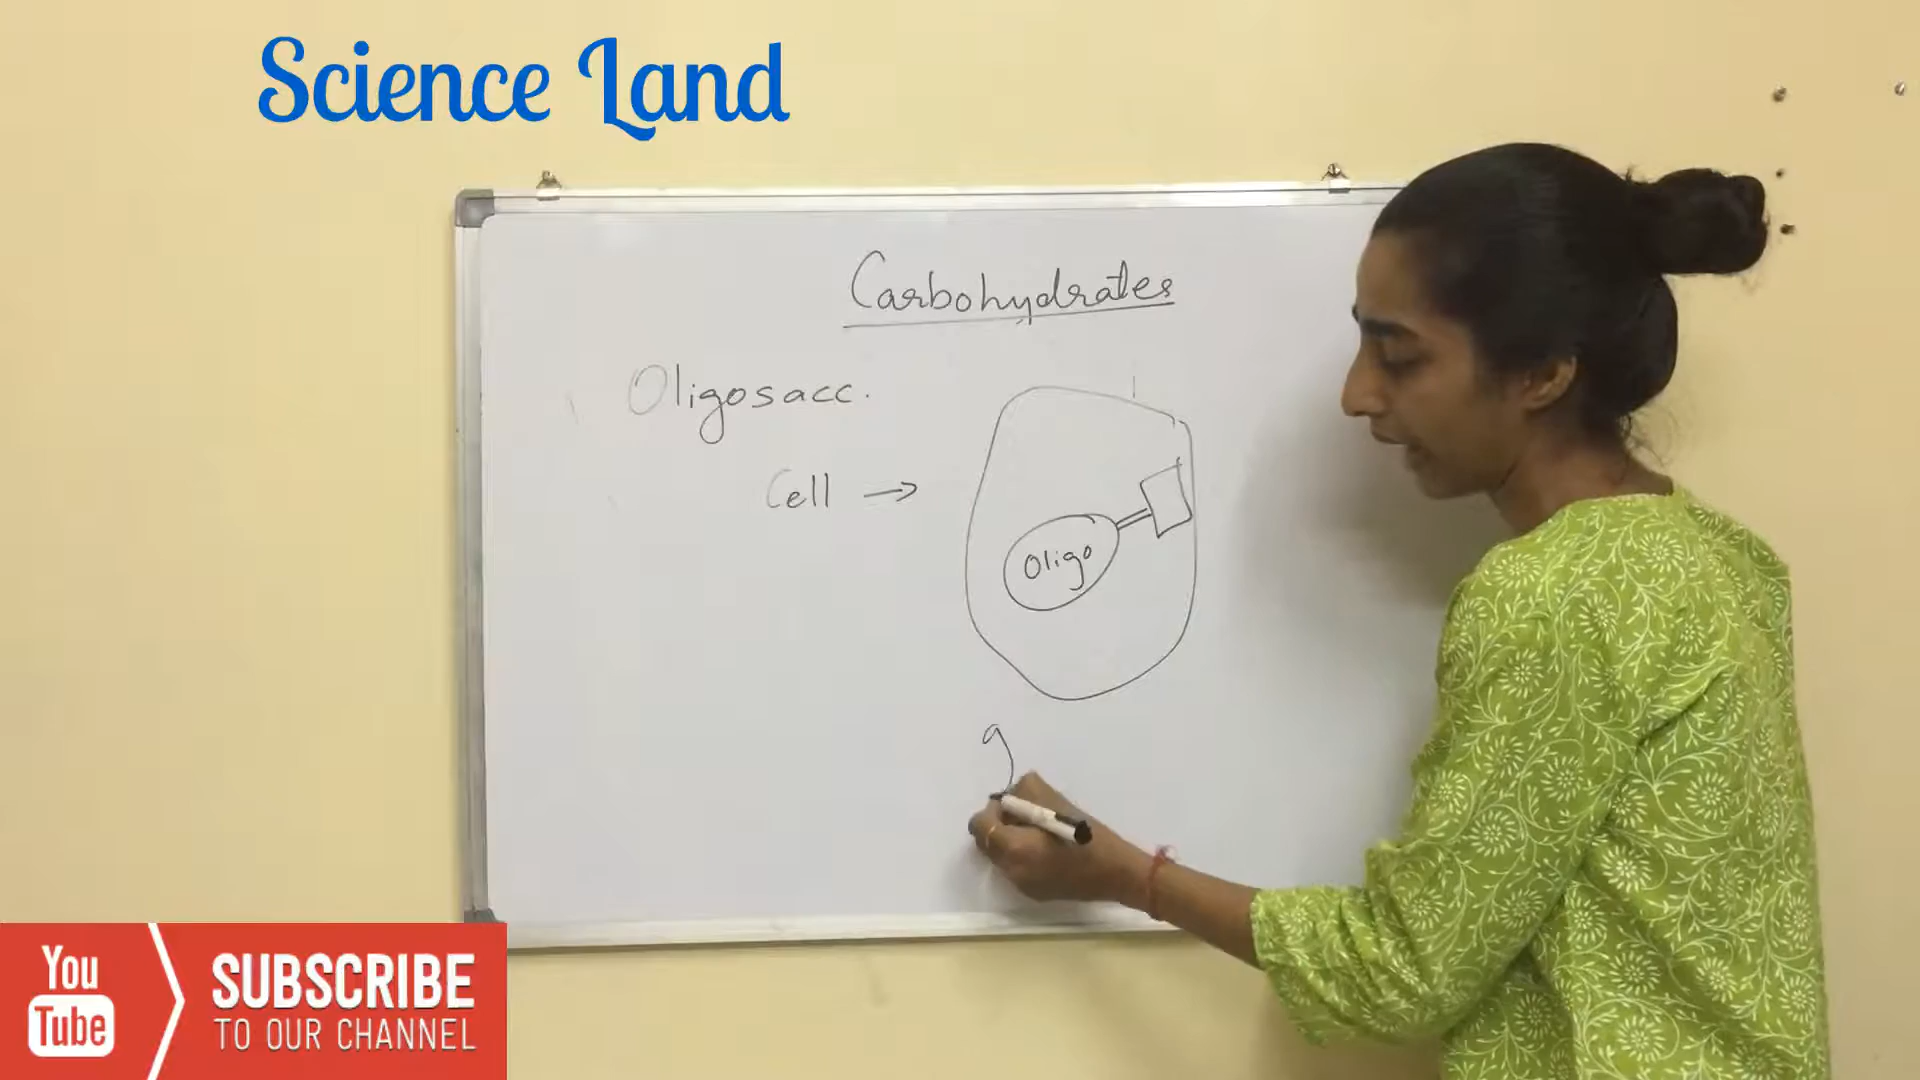 Science Land
Carbohydrates
Oligosacc.
Cell →
Oligo
g
You
Tube
SUBSCRIBE
TO OUR CHANNEL